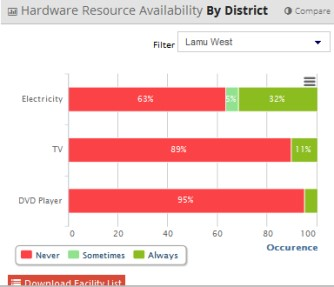 Hardware Resource Availability By District
Compare
Filter Lamu West
Electricity 63% 5% 32%
TV 89% 11%
DVD Player 95%
0 20 40 60 80 100
Occurence
Never Sometimes Always
Download Facility List